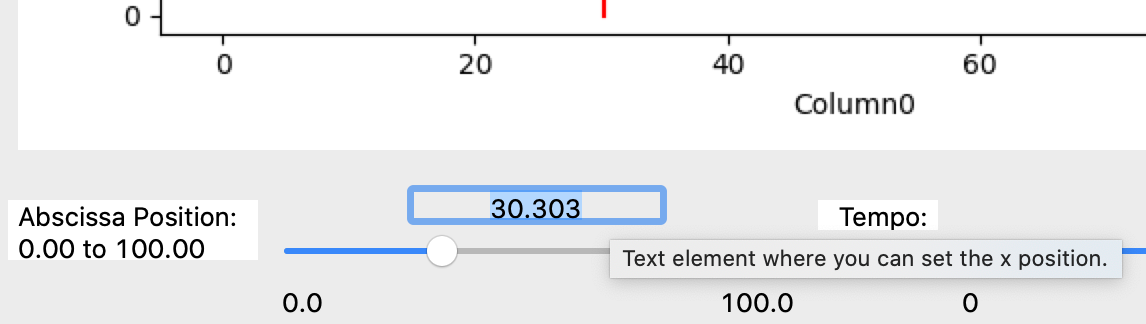 0
0 20 40 60
Column0
30.303
Abscissa Position:
0.00 to 100.00
Tempo:
Text element where you can set the x position.
0.0 100.0 0